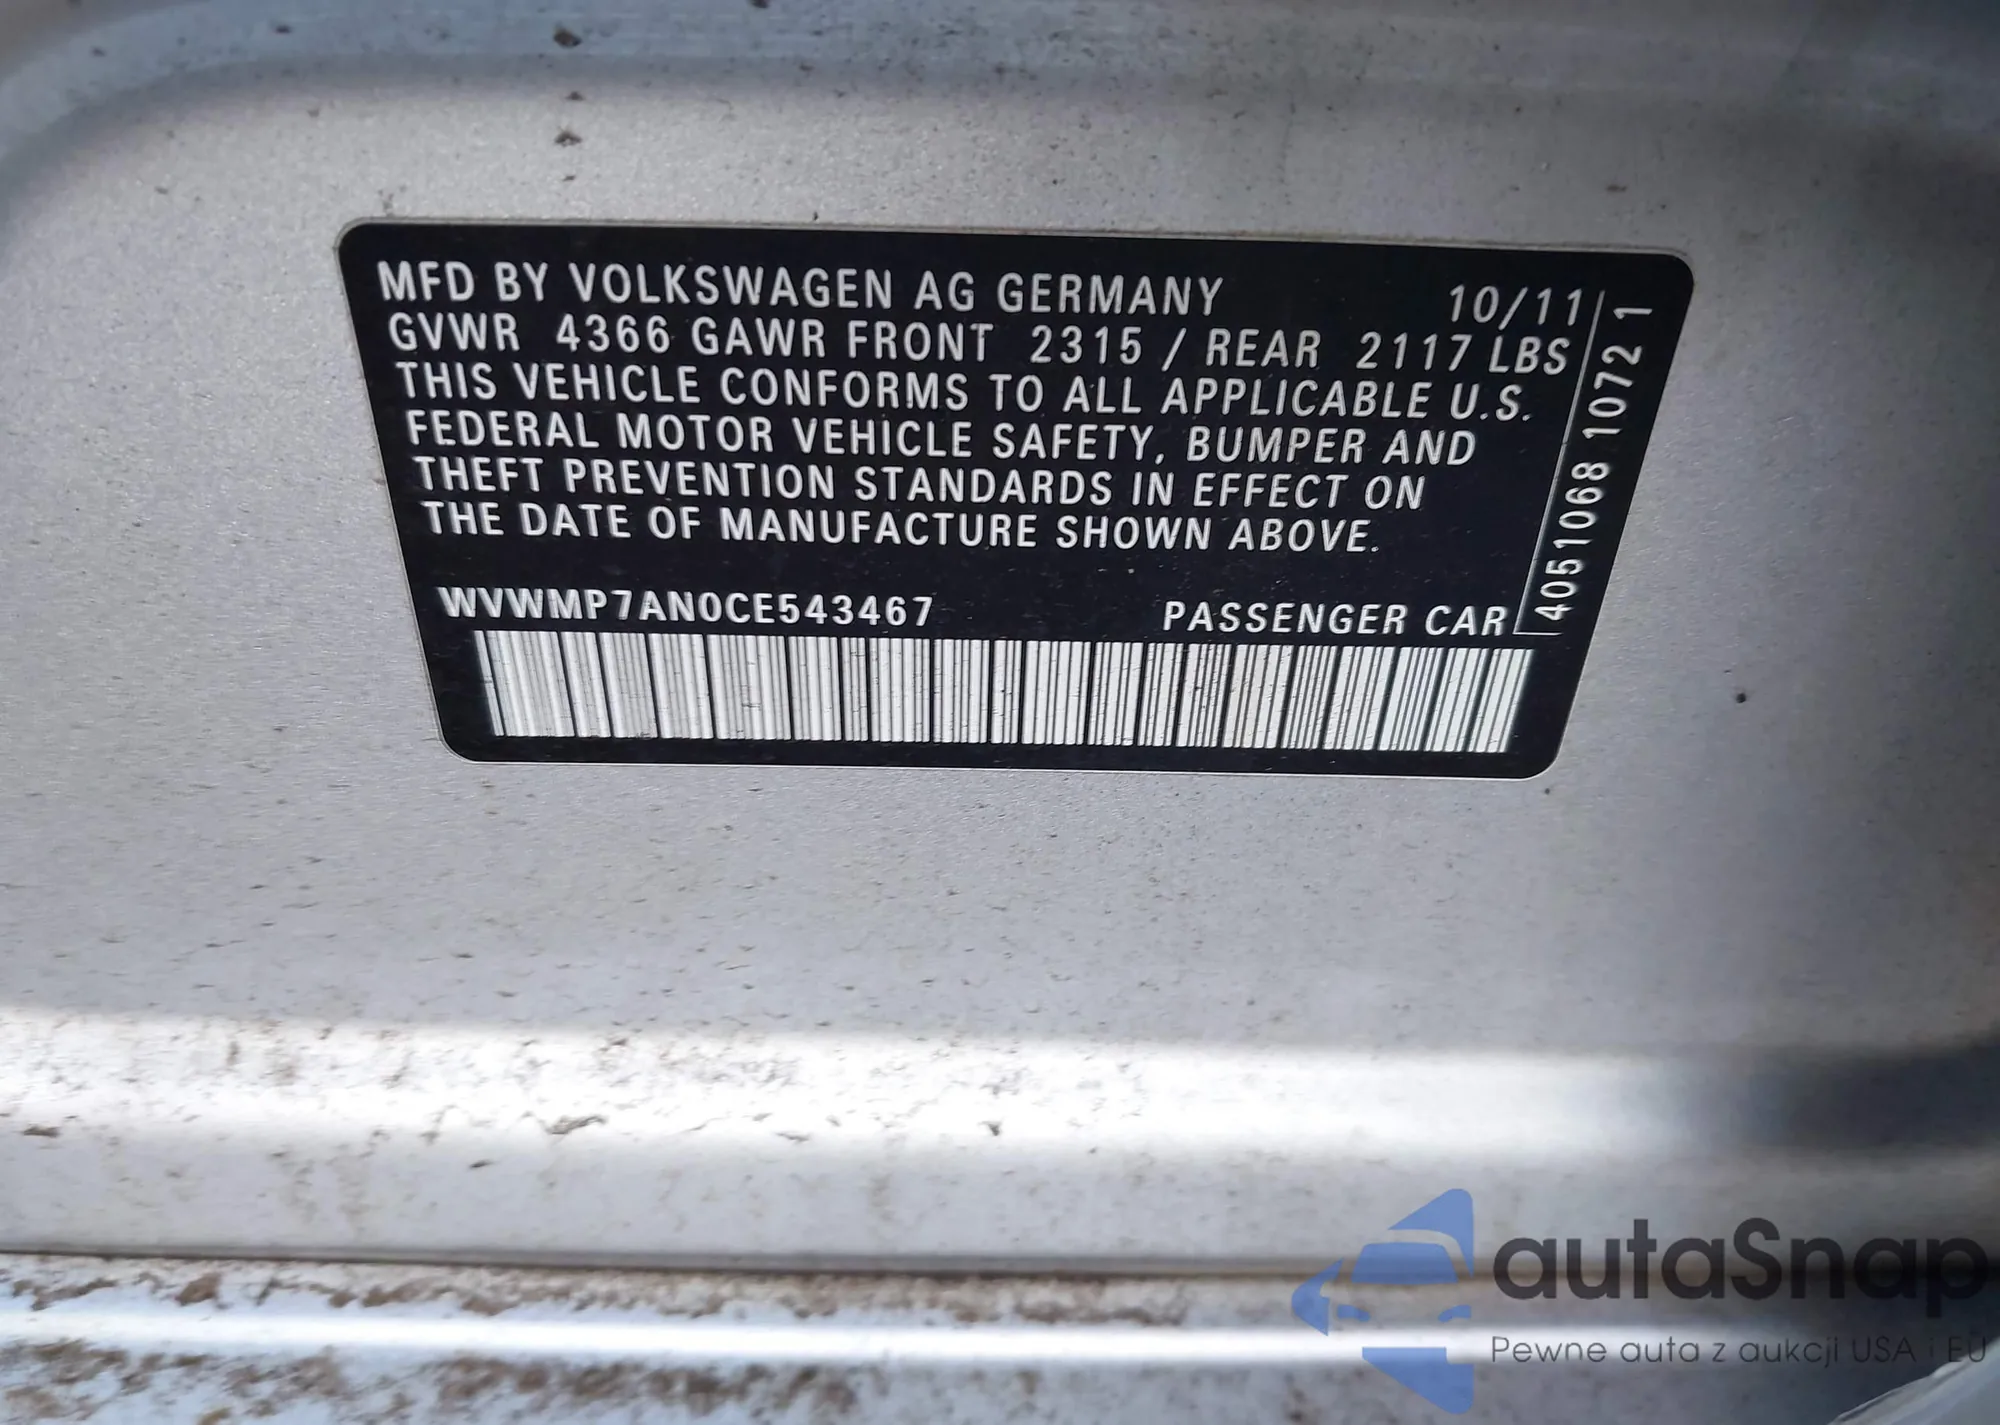 MFD BY VOLKSWAGEN AG GERMANY 10/11
GVWR 4366 GAWR FRONT 2315 / REAR 2117 LBS
THIS VEHICLE CONFORMS TO ALL APPLICABLE U.S.
FEDERAL MOTOR VEHICLE SAFETY, BUMPER AND
THEFT PREVENTION STANDARDS IN EFFECT ON
THE DATE OF MANUFACTURE SHOWN ABOVE.
WVWMP7AN0CE543467 PASSENGER CAR
4051068 1072 1
autaSnap
Pewne auta z aukcji USA i EU